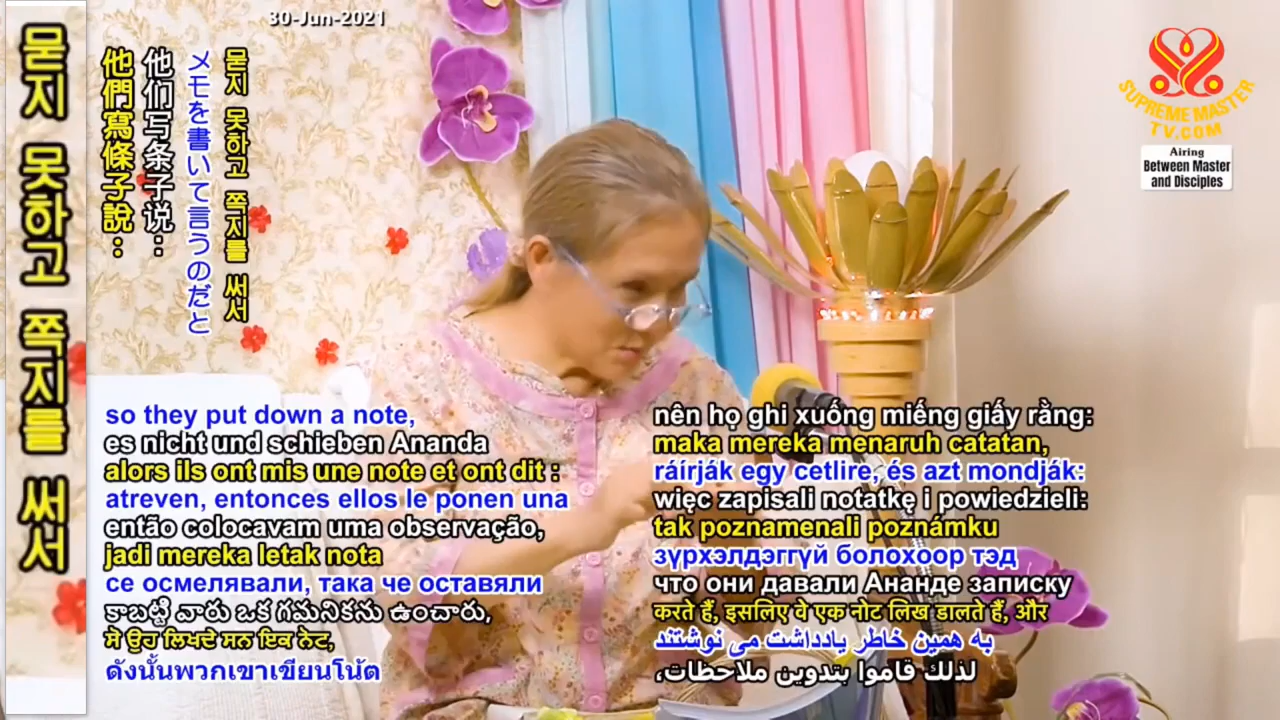 30-Jun-2021
SUPREME MASTER
TV.COM
Airing
Between Master
and Disciples
묻지 못하고 쪽지를 써서
묻지 못하고 쪽지를 써서
メモを書いて言うのだと
他们写条子说：
他們寫條子說：
so they put down a note,
es nicht und schieben Ananda
alors ils ont mis une note et ont dit :
atreven, entonces ellos le ponen una
então colocavam uma observação,
jadi mereka letak nota
се осмелявали, така че оставяли
కాబట్టి వారు ఒక గమనికను ఉంచారు,
ਸੋ ਉਹ ਲਿਖਦੇ ਸਨ ਇਕ ਨੋਟ,
ดังนั้นพวกเขาเขียนโน้ต
nên họ ghi xuống miếng giấy rằng:
maka mereka menaruh catatan,
ráírják egy cetlire, és azt mondják:
więc zapisali notatkę i powiedzieli:
tak poznamenali poznámku
зүрхэлдэггүй болохоор тэд
что они давали Ананде записку
करते हैं, इसलिए वे एक नोट लिख डालते हैं, और
به همین خاطر یادداشت می نوشتند
لذلك قاموا بتدوين ملاحظات،